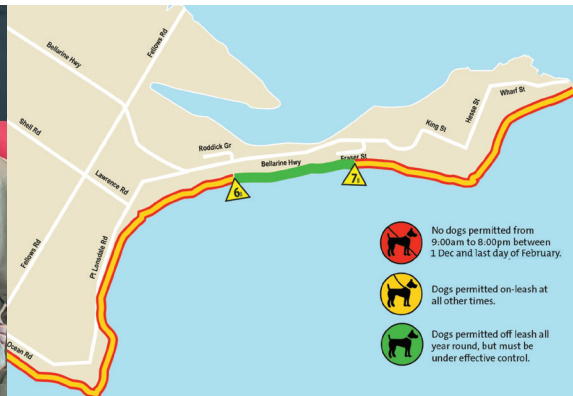 Bellarine Hwy
Fellows Rd
Shell Rd
Roddick Gr
Lawrence Rd
Fellows Rd
Pt Lonsdale Rd
Ocean Rd
Bellarine Hwy
Fraser St
King St
Hesse St
Wharf St
6
7
No dogs permitted from
9:00am to 8:00pm between
1 Dec and last day of February.
Dogs permitted on-leash at
all other times.
Dogs permitted off leash all
year round, but must be
under effective control.